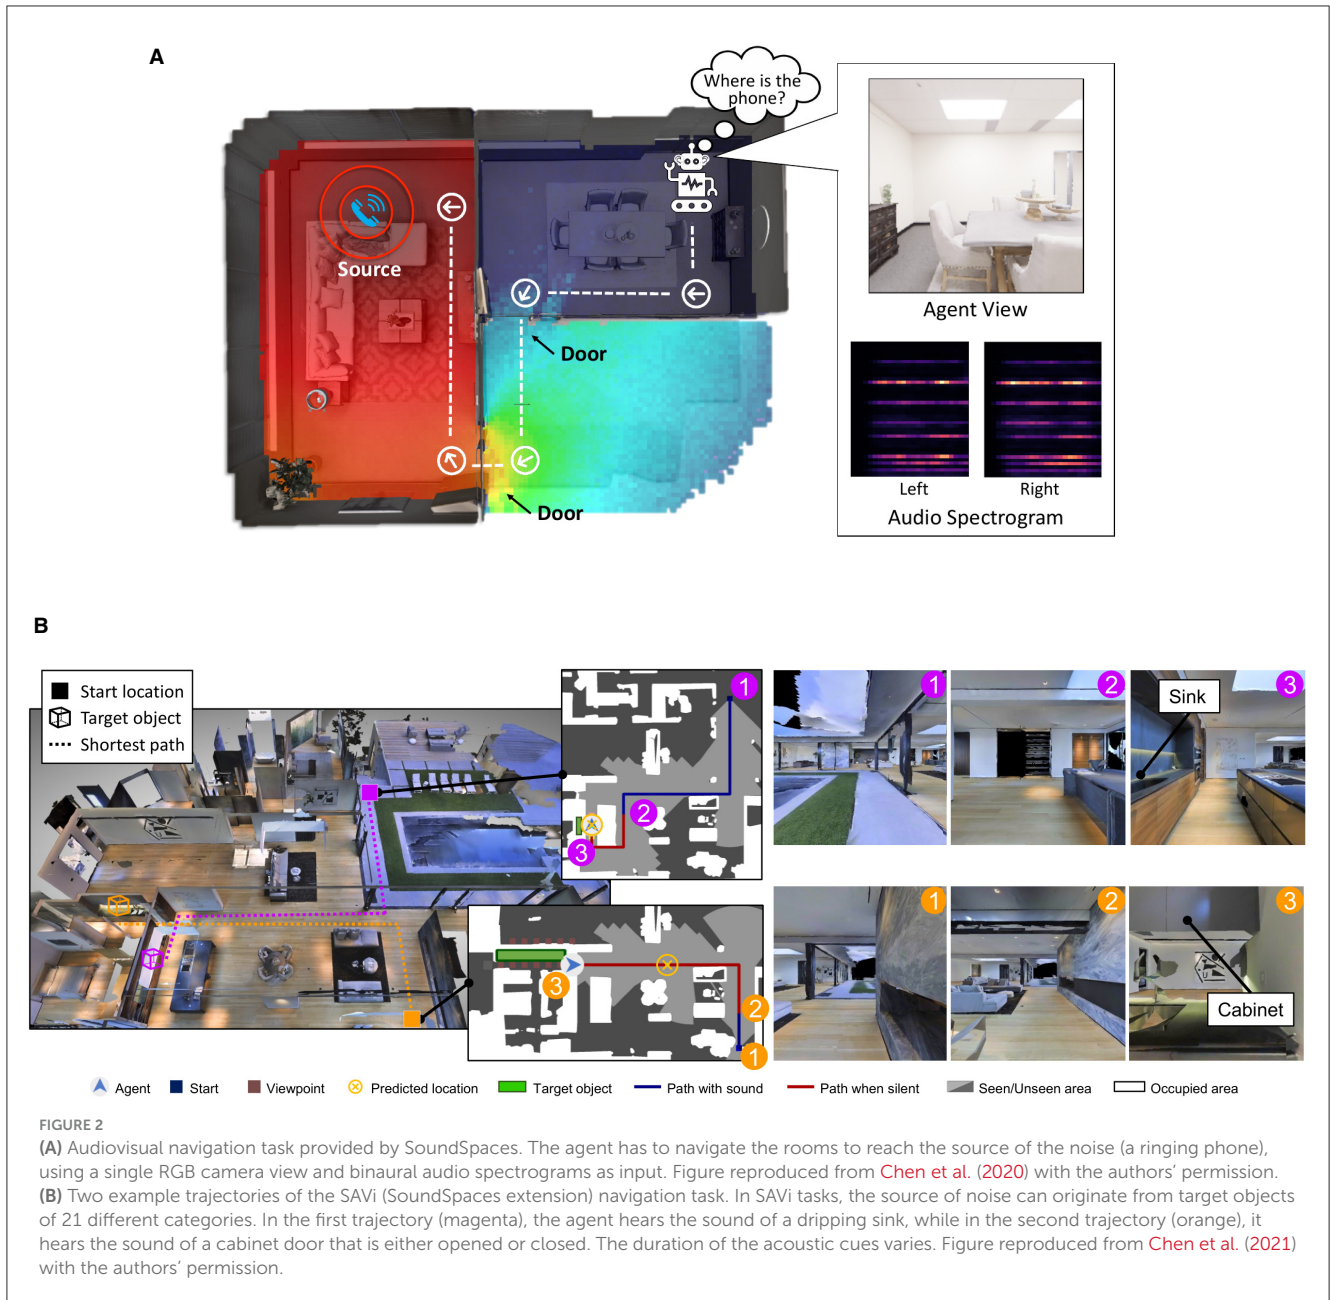 A
Where is the
phone?
Source
Door
Door
Agent View
Left
Right
Audio Spectrogram
B
Start location
Target object
Shortest path
1
2
3
3
2
1
1
2
3
Sink
1
2
3
Cabinet
Agent
Start
Viewpoint
Predicted location
Target object
Path with sound
Path when silent
Seen/Unseen area
Occupied area
FIGURE 2
(A) Audiovisual navigation task provided by SoundSpaces. The agent has to navigate the rooms to reach the source of the noise (a ringing phone),
using a single RGB camera view and binaural audio spectrograms as input. Figure reproduced from Chen et al. (2020) with the authors’ permission.
(B) Two example trajectories of the SAVi (SoundSpaces extension) navigation task. In SAVi tasks, the source of noise can originate from target objects
of 21 different categories. In the first trajectory (magenta), the agent hears the sound of a dripping sink, while in the second trajectory (orange), it
hears the sound of a cabinet door that is either opened or closed. The duration of the acoustic cues varies. Figure reproduced from Chen et al. (2021)
with the authors’ permission.